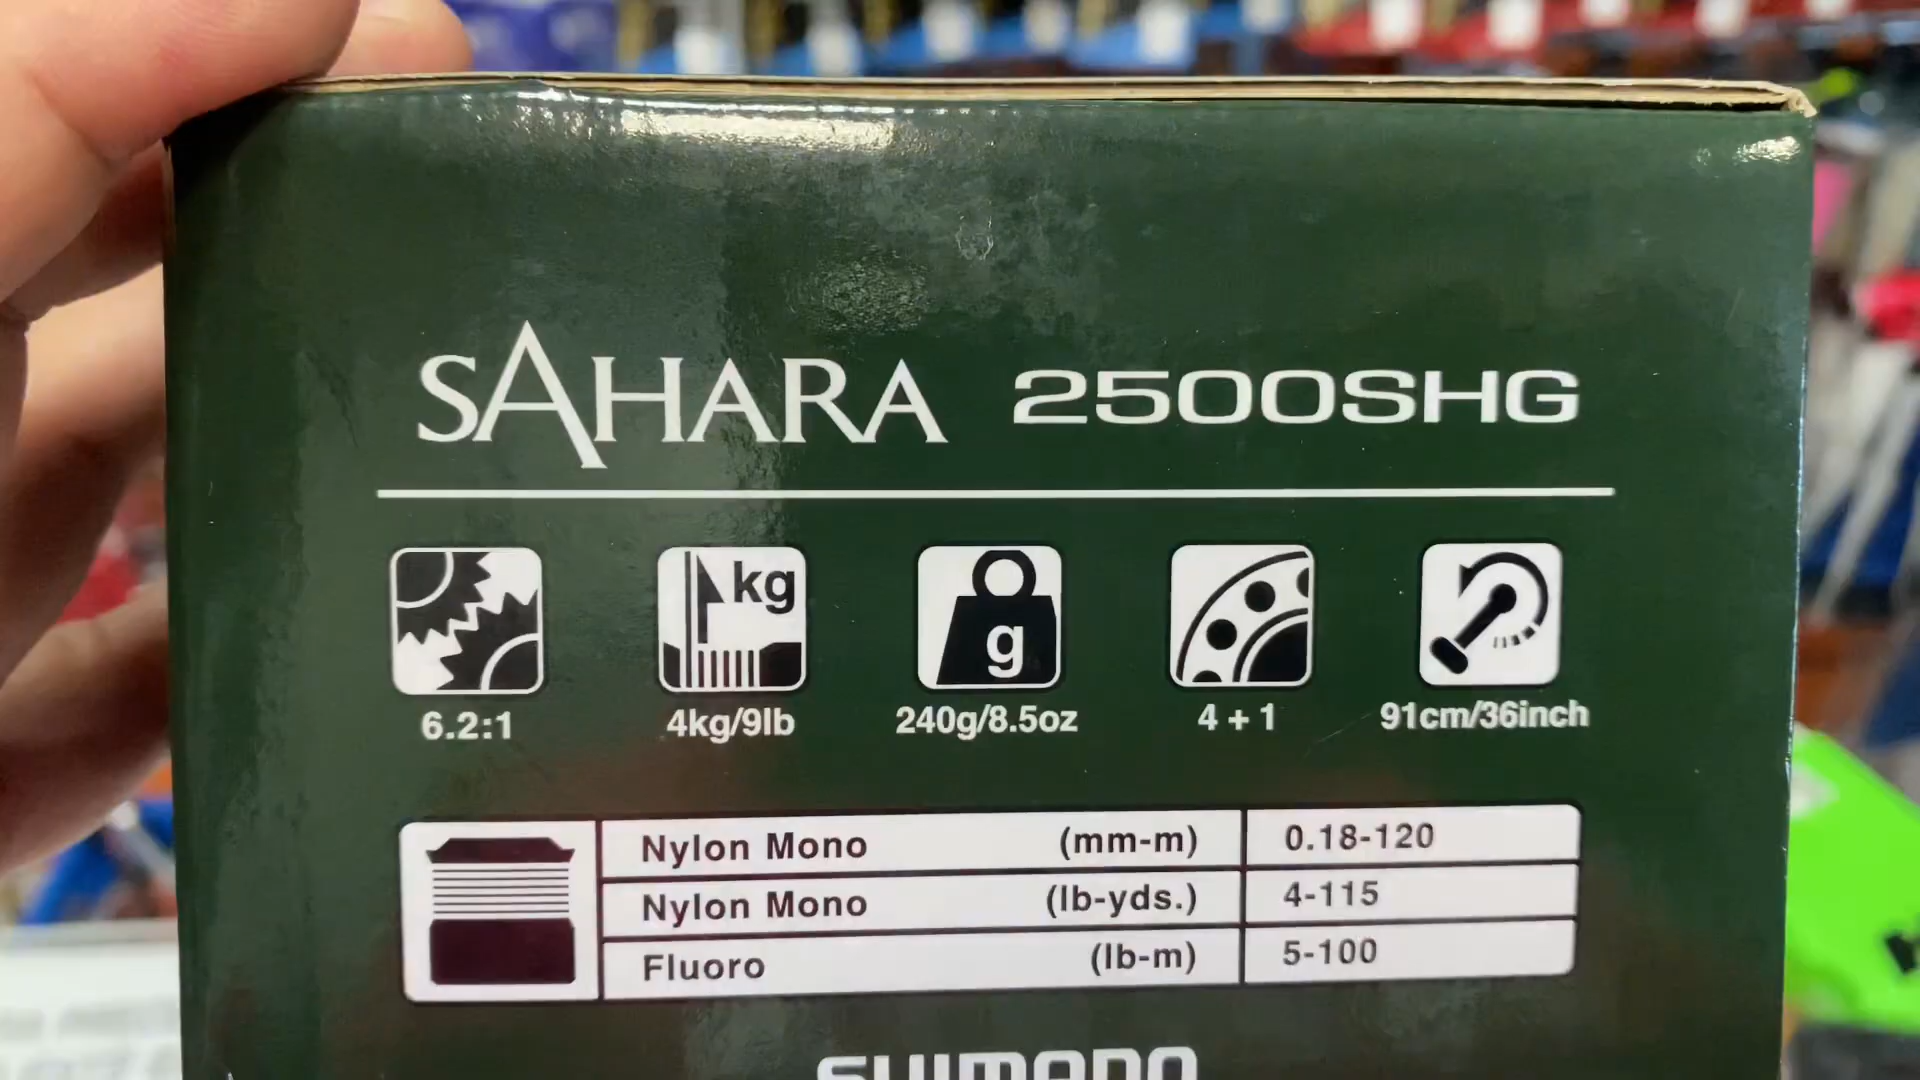 SAHARA 2500SHG
kg
g
6.2:1 4kg/9lb 240g/8.5oz 4+1 91cm/36inch
Nylon Mono (mm-m) 0.18-120
Nylon Mono (lb-yds.) 4-115
Fluoro (lb-m) 5-100
SHIMANO